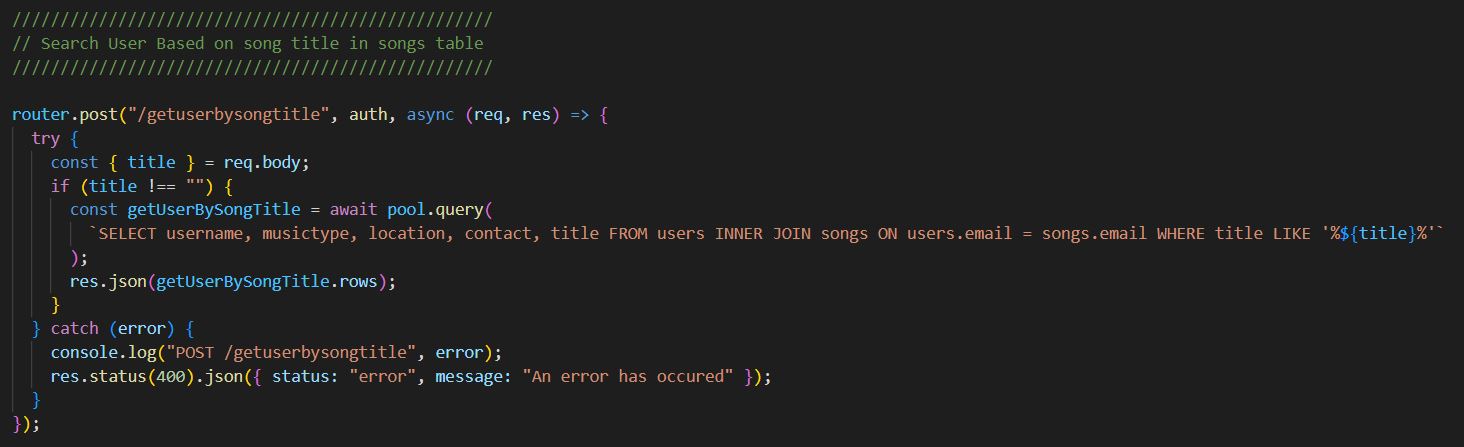 //////////////////////////////////////////////////
// Search User Based on song title in songs table
//////////////////////////////////////////////////
router.post("/getuserbysongtitle", auth, async (req, res) => {
  try {
    const { title } = req.body;
    if (title !== "") {
      const getUserBySongTitle = await pool.query(
        `SELECT username, musictype, location, contact, title FROM users INNER JOIN songs ON users.email = songs.email WHERE title LIKE '%${title}%'`
      );
      res.json(getUserBySongTitle.rows);
    }
  } catch (error) {
    console.log("POST /getuserbysongtitle", error);
    res.status(400).json({ status: "error", message: "An error has occured" });
  }
});